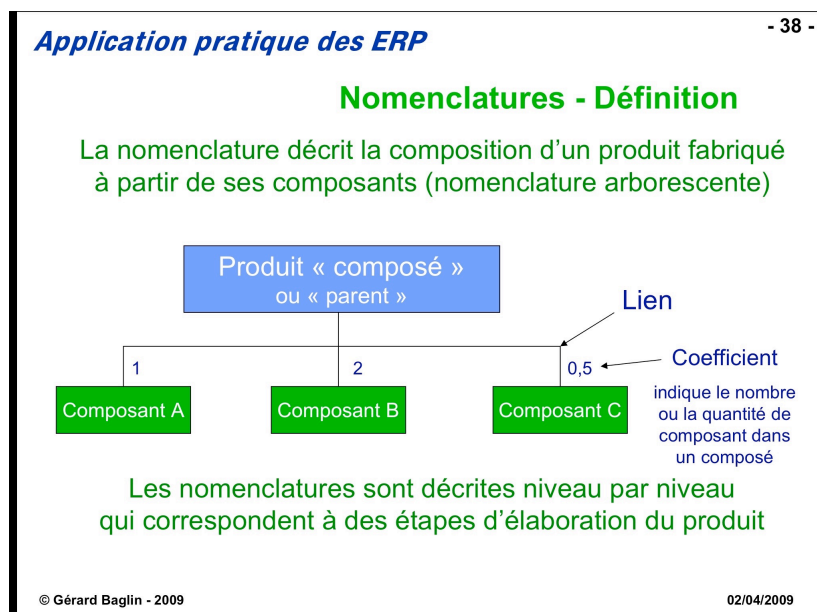 Application pratique des ERP
- 38 -
Nomenclatures - Définition
La nomenclature décrit la composition d’un produit fabriqué
à partir de ses composants (nomenclature arborescente)
Produit « composé »
ou « parent »
Lien
1
2
0,5
Coefficient
Composant A
Composant B
Composant C
indique le nombre
ou la quantité de
composant dans
un composé
Les nomenclatures sont décrites niveau par niveau
qui correspondent à des étapes d’élaboration du produit
© Gérard Baglin - 2009
02/04/2009